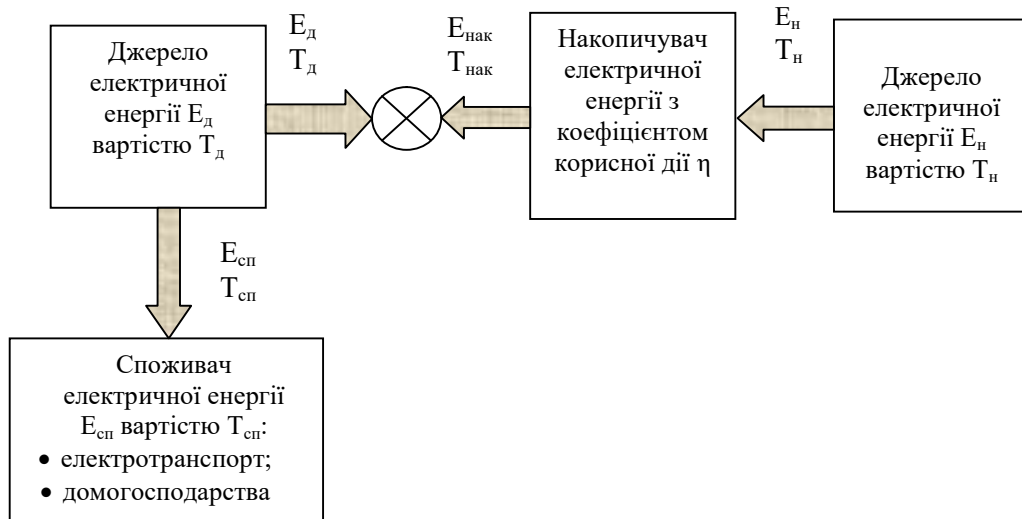 Джерело
електричної
енергії Eд
вартістю Tд
Eд
Tд
Eнак
Tнак
Накопичувач
електричної
енергії з
коефіцієнтом
корисної дії η
Eн
Tн
Джерело
електричної
енергії Eн
вартістю Tн
Eсп
Tсп
Споживач
електричної енергії
Eсп вартістю Tсп:
• електротранспорт;
• домогосподарства